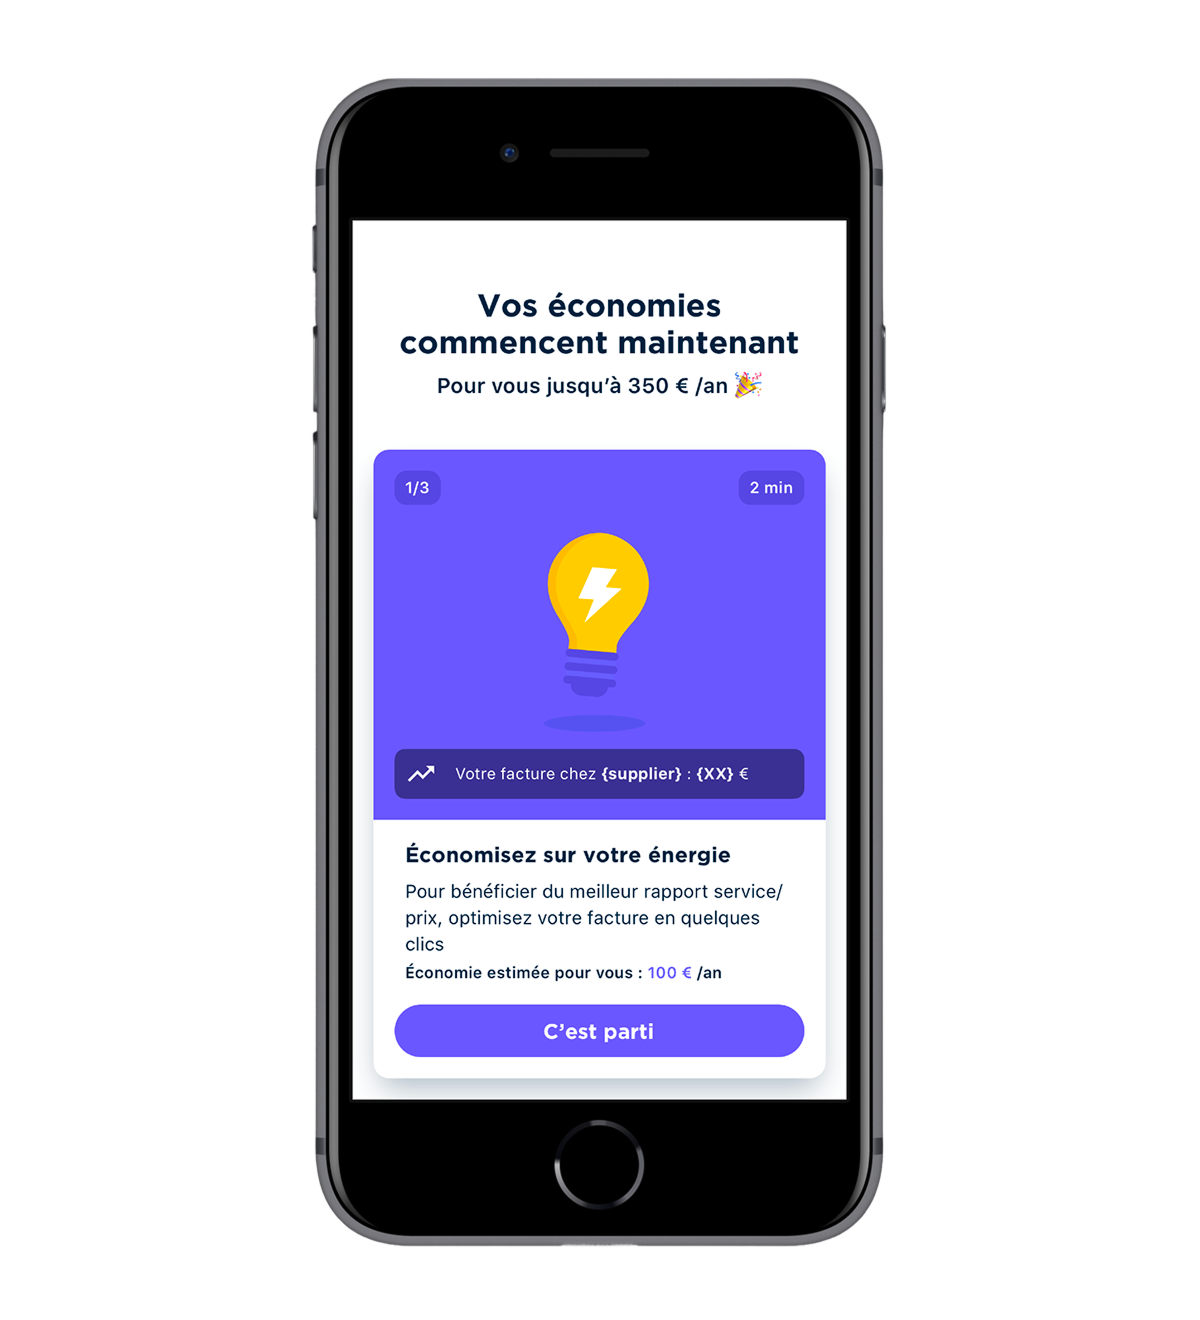 Vos économies
commencent maintenant
Pour vous jusqu’à 350 € /an 🎉
1/3
2 min
Votre facture chez {supplier} : {XX} €
Économisez sur votre énergie
Pour bénéficier du meilleur rapport service/
prix, optimisez votre facture en quelques
clics
Économie estimée pour vous : 100 € /an
C’est parti